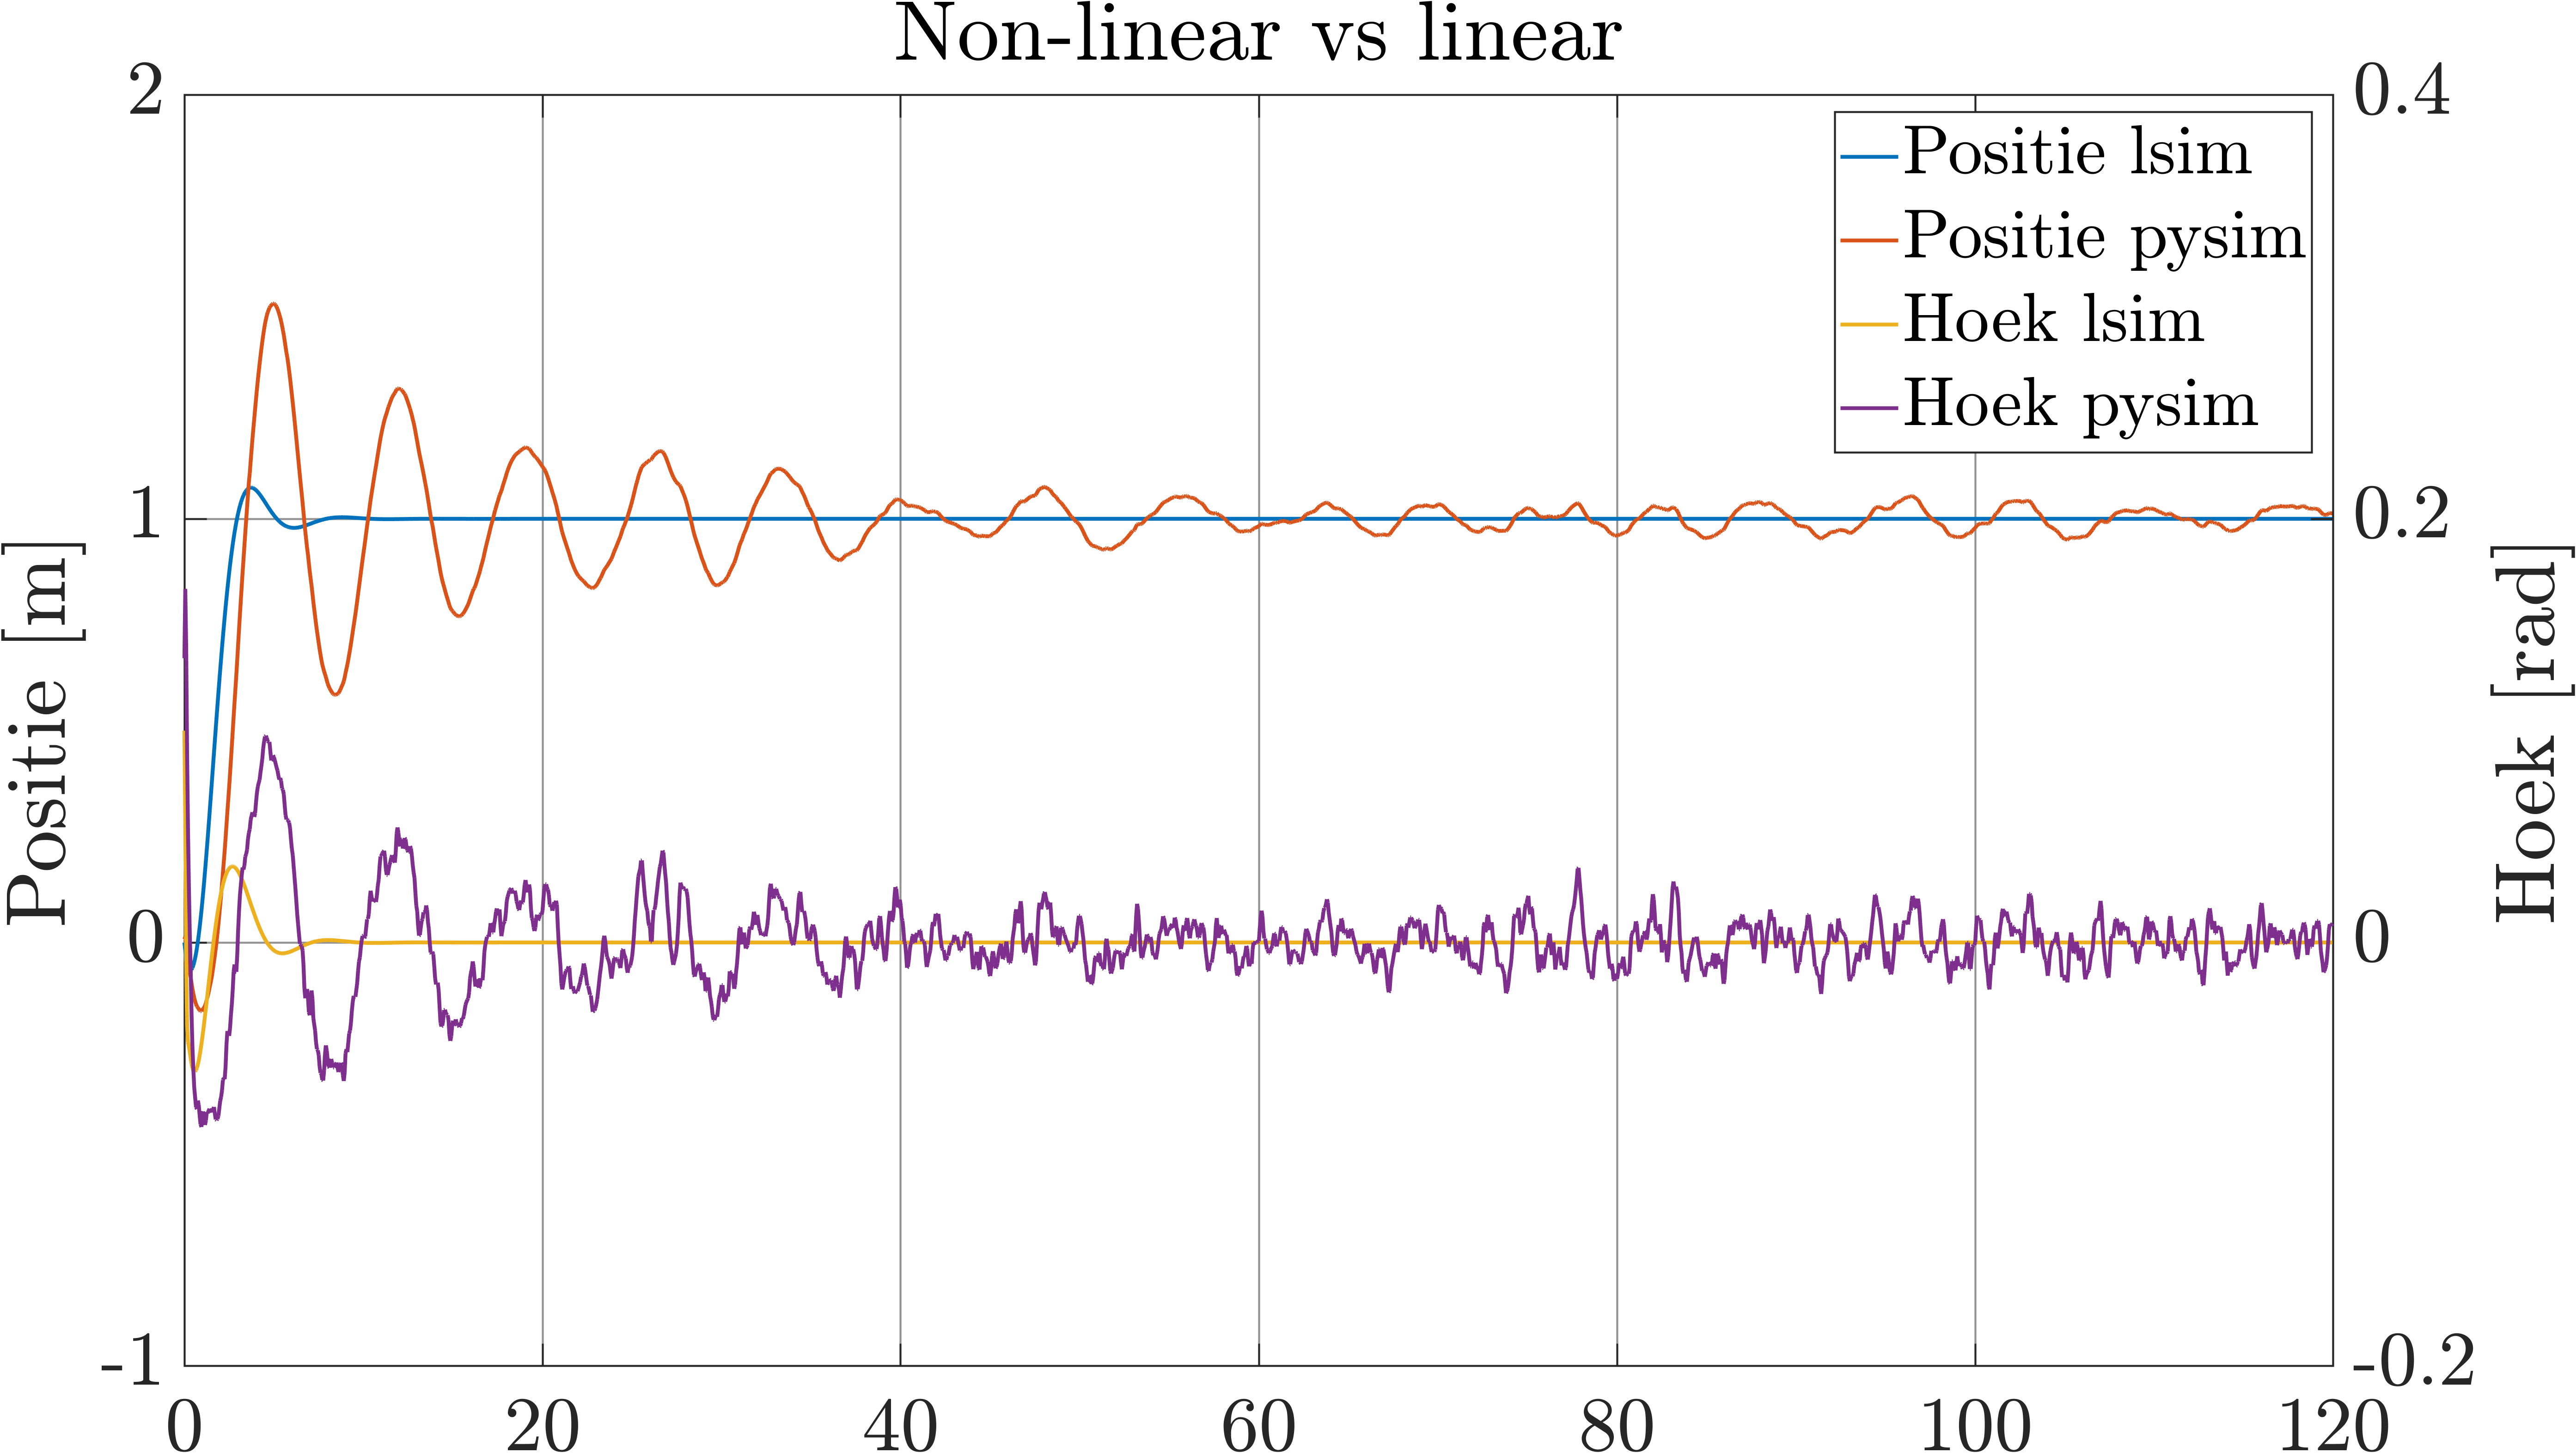 Non-linear vs linear
2
1
0
-1
Positie [m]
0.4
0.2
0
-0.2
Hoek [rad]
Positie lsim
Positie pysim
Hoek lsim
Hoek pysim
0 20 40 60 80 100 120